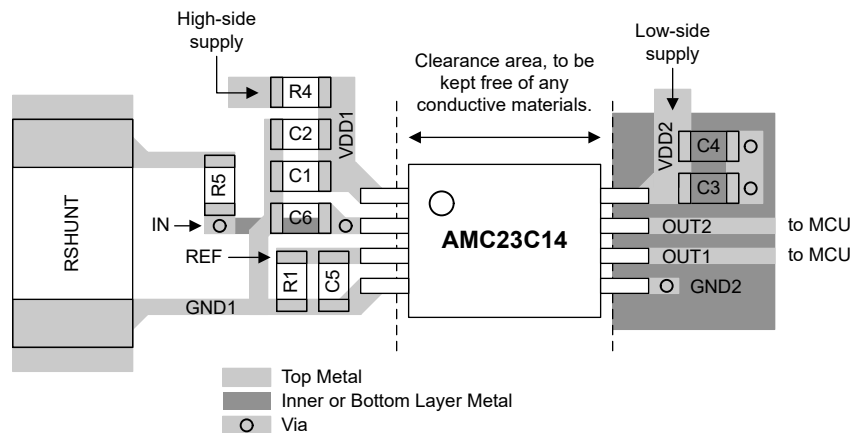 High-side
supply
Low-side
supply
Clearance area, to be
kept free of any
conductive materials.
R4
C2
C1
C6
VDD1
VDD2
C4
C3
R5
IN
RSHUNT
REF
R1
C5
GND1
AMC23C14
OUT2
to MCU
OUT1
to MCU
GND2
Top Metal
Inner or Bottom Layer Metal
Via